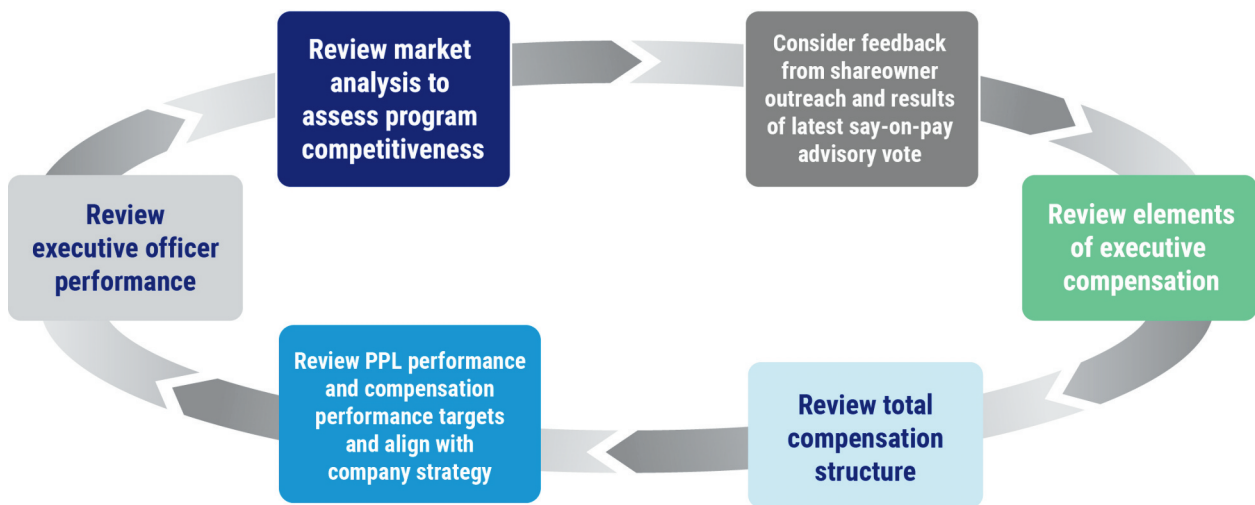 Review market
analysis to
assess program
competitiveness
Consider feedback
from shareowner
outreach and results
of latest say-on-pay
advisory vote
Review elements
of executive
compensation
Review total
compensation
structure
Review PPL performance
and compensation
performance targets
and align with
company strategy
Review
executive officer
performance